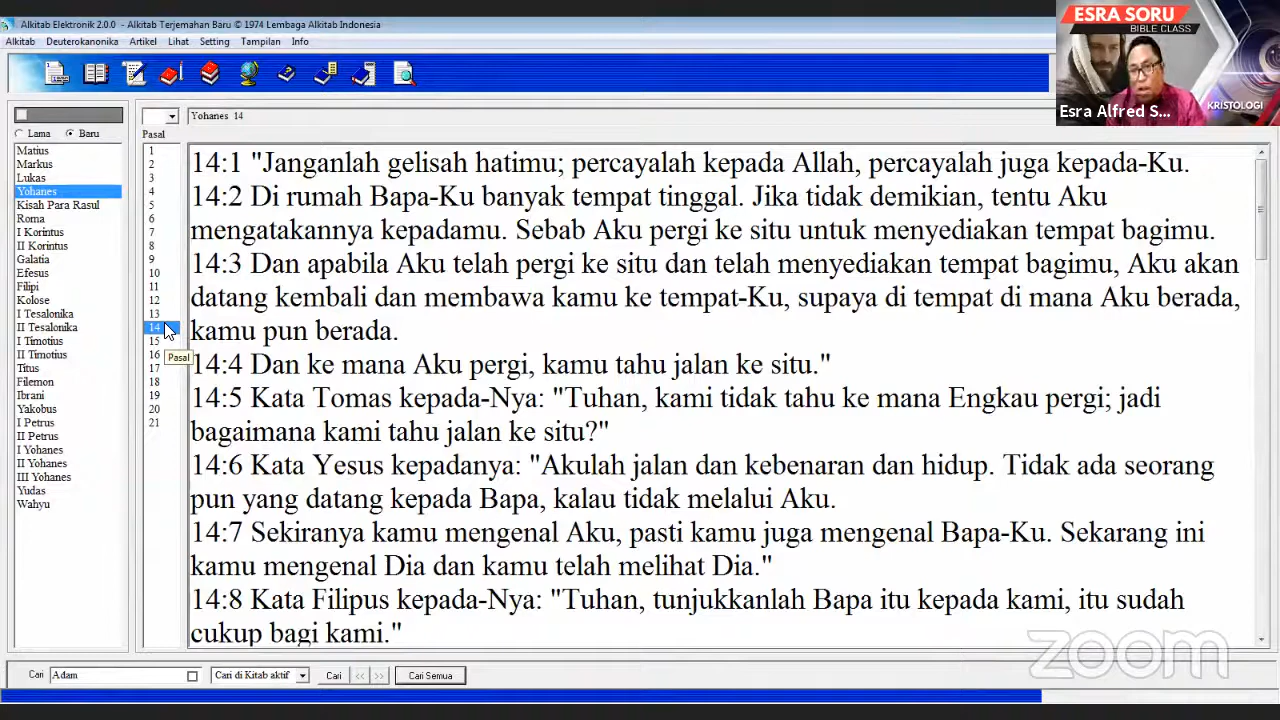 Alkitab Elektronik 2.0.0 - Alkitab Terjemahan Baru © 1974 Lembaga Alkitab Indonesia
Alkitab Deuterokanonika Artikel Lihat Setting Tampilan Info
ESRA SORU
BIBLE CLASS
Esra Alfred S...
KRISTOLOGI
Yohanes 14
Lama Baru
Pasal
Matius
Markus
Lukas
Yohanes
Kisah Para Rasul
Roma
I Korintus
II Korintus
Galatia
Efesus
Filipi
Kolose
I Tesalonika
II Tesalonika
I Timotius
II Timotius
Titus
Filemon
Ibrani
Yakobus
I Petrus
II Petrus
I Yohanes
II Yohanes
III Yohanes
Yudas
Wahyu
1
2
3
4
5
6
7
8
9
10
11
12
13
14
15
16
17
18
19
20
21
Pasal
14:1 "Janganlah gelisah hatimu; percayalah kepada Allah, percayalah juga kepada-Ku.
14:2 Di rumah Bapa-Ku banyak tempat tinggal. Jika tidak demikian, tentu Aku
mengatakannya kepadamu. Sebab Aku pergi ke situ untuk menyediakan tempat bagimu.
14:3 Dan apabila Aku telah pergi ke situ dan telah menyediakan tempat bagimu, Aku akan
datang kembali dan membawa kamu ke tempat-Ku, supaya di tempat di mana Aku berada,
kamu pun berada.
14:4 Dan ke mana Aku pergi, kamu tahu jalan ke situ."
14:5 Kata Tomas kepada-Nya: "Tuhan, kami tidak tahu ke mana Engkau pergi; jadi
bagaimana kami tahu jalan ke situ?"
14:6 Kata Yesus kepadanya: "Akulah jalan dan kebenaran dan hidup. Tidak ada seorang
pun yang datang kepada Bapa, kalau tidak melalui Aku.
14:7 Sekiranya kamu mengenal Aku, pasti kamu juga mengenal Bapa-Ku. Sekarang ini
kamu mengenal Dia dan kamu telah melihat Dia."
14:8 Kata Filipus kepada-Nya: "Tuhan, tunjukkanlah Bapa itu kepada kami, itu sudah
cukup bagi kami."
zoom
Cari Adam Cari di Kitab aktif Cari << >> Cari Semua